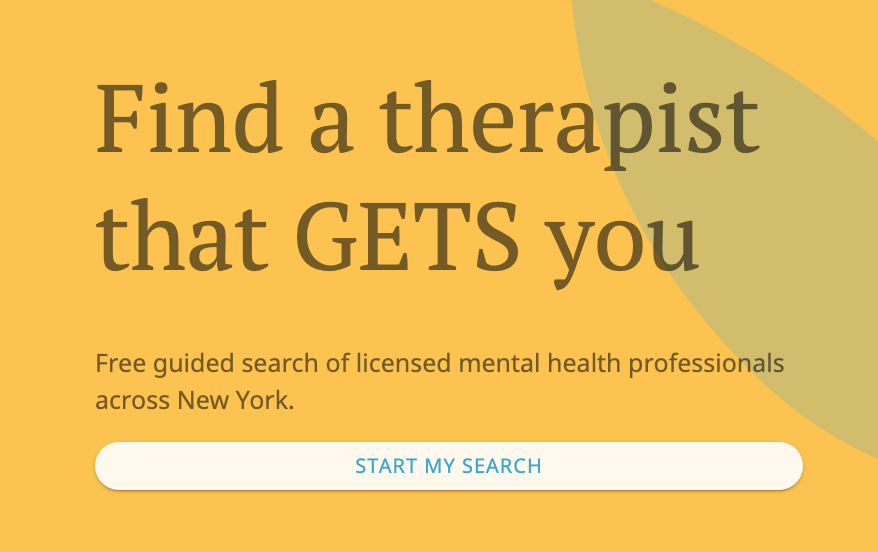 Find a therapist
that GETS you
Free guided search of licensed mental health professionals
across New York.
START MY SEARCH